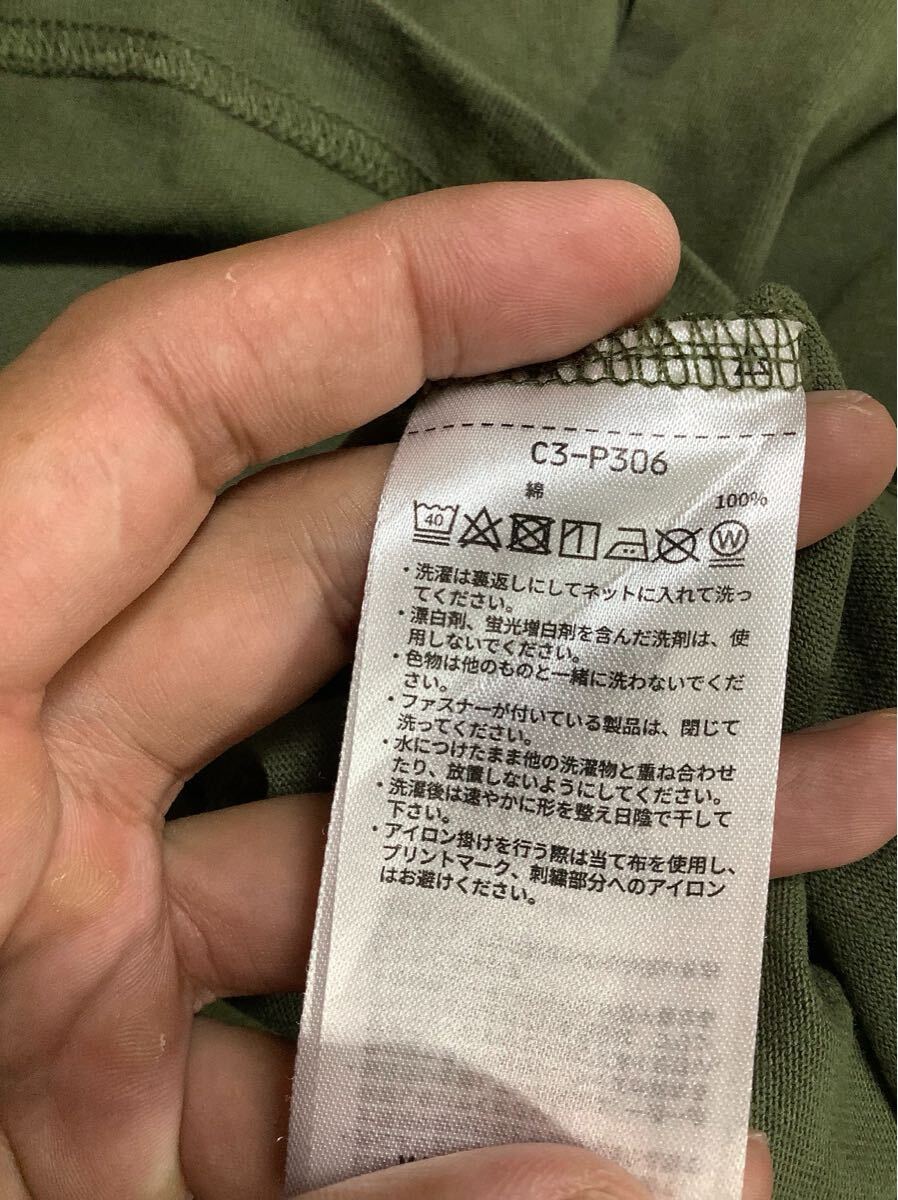 C3-P306
綿
100%
40
W
・洗濯は裏返しにしてネットに入れて洗っ
てください。
・漂白剤、蛍光増白剤を含んだ洗剤は、使
用しないでください。
・色物は他のものと一緒に洗わないでくだ
さい。
・ファスナーが付いている製品は、閉じて
洗ってください。
・水につけたまま他の洗濯物と重ね合わせ
たり、放置しないようにしてください。
・洗濯後は速やかに形を整え日陰で干して
下さい。
・アイロン掛けを行う際は当て布を使用し、
プリントマーク、刺繍部分へのアイロン
はお避けください。